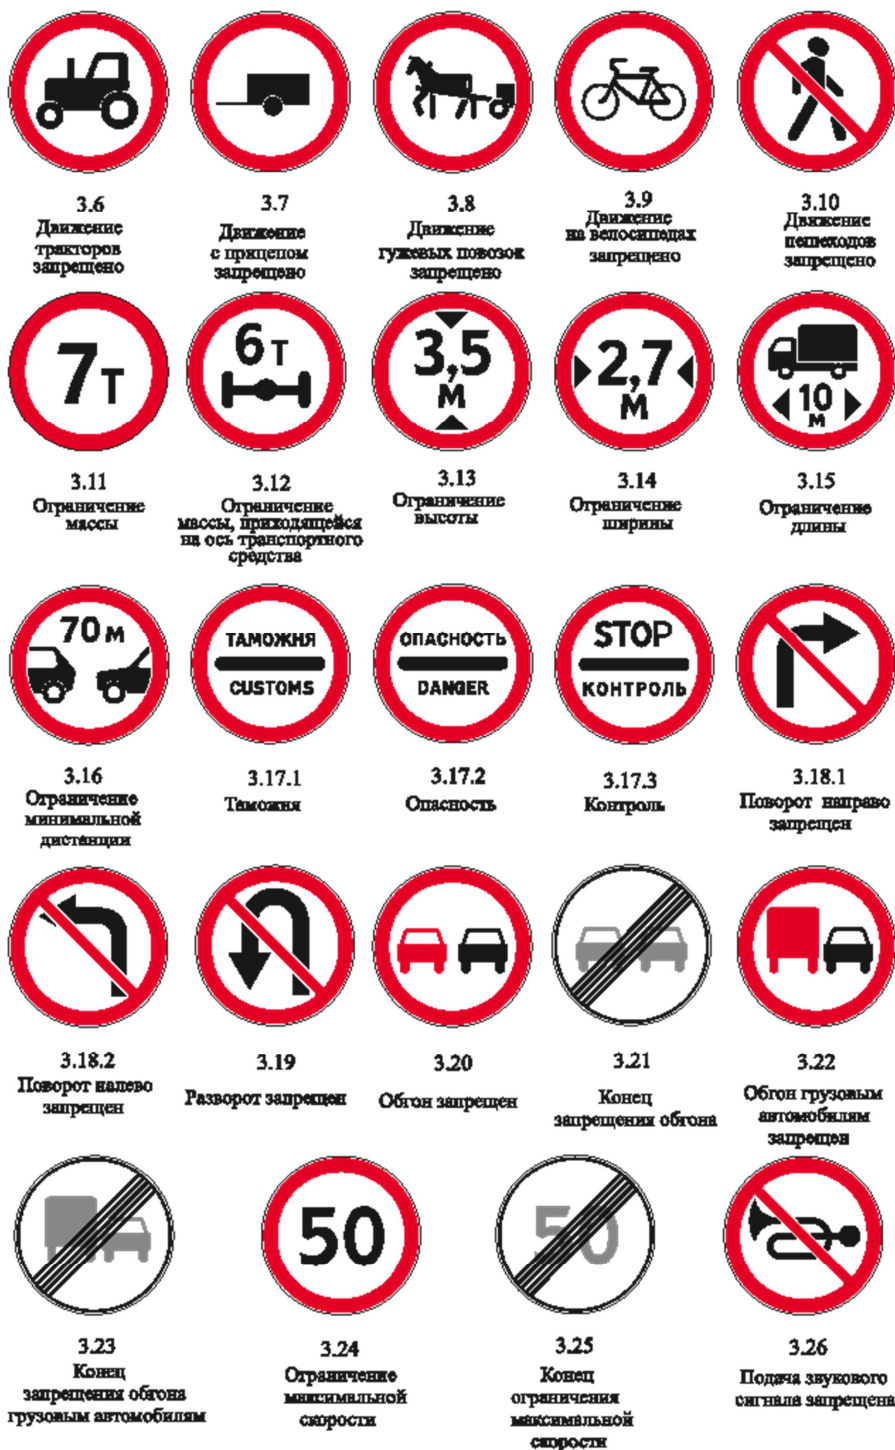 3.6
Движение
тракторов
запрещено
3.7
Движение
с прицепом
запрещено
3.8
Движение
гужевых повозок
запрещено
3.9
Движение
на велосипедах
запрещено
3.10
Движение
пешеходов
запрещено
7т
6т
3,5
м
2,7
м
10
м
3.11
Ограничение
массы
3.12
Ограничение
массы, приходящейся
на ось транспортного
средства
3.13
Ограничение
высоты
3.14
Ограничение
ширины
3.15
Ограничение
длины
70 м
ТАМОЖНЯ
CUSTOMS
ОПАСНОСТЬ
DANGER
STOP
КОНТРОЛЬ
3.16
Ограничение
минимальной
дистанции
3.17.1
Таможня
3.17.2
Опасность
3.17.3
Контроль
3.18.1
Поворот направо
запрещен
3.18.2
Поворот налево
запрещен
3.19
Разворот запрещен
3.20
Обгон запрещен
3.21
Конец
запрещения обгона
3.22
Обгон грузовым
автомобилям
запрещен
50
50
3.23
Конец
запрещения обгона
грузовым автомобилям
3.24
Ограничение
максимальной
скорости
3.25
Конец
ограничения
максимальной
скорости
3.26
Подача звукового
сигнала запрещена